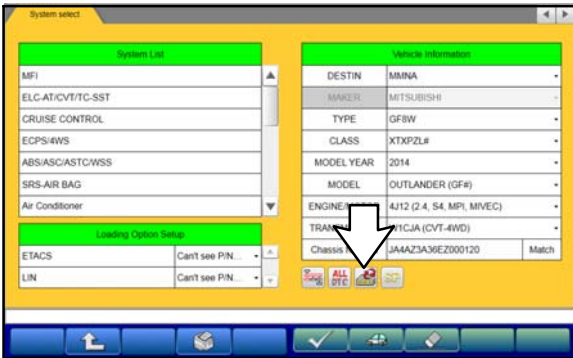 System select
System List
MFI
ELC-AT/CVT/TC-SST
CRUISE CONTROL
ECPS/4WS
ABS/ASC/ASTC/WSS
SRS-AIR BAG
Air Conditioner
Loading Option Setup
ETACS Can't see P/N...
LIN Can't see P/N...
Vehicle Information
DESTIN MMNA
MAKER MITSUBISHI
TYPE GF8W
CLASS XTXPZL#
MODEL YEAR 2014
MODEL OUTLANDER (GF#)
4J12 (2.4, S4, MPI, MIVEC)
(CVT-4WD)
Chassis JA4AZ3A36EZ000120 Match
ALL DTC